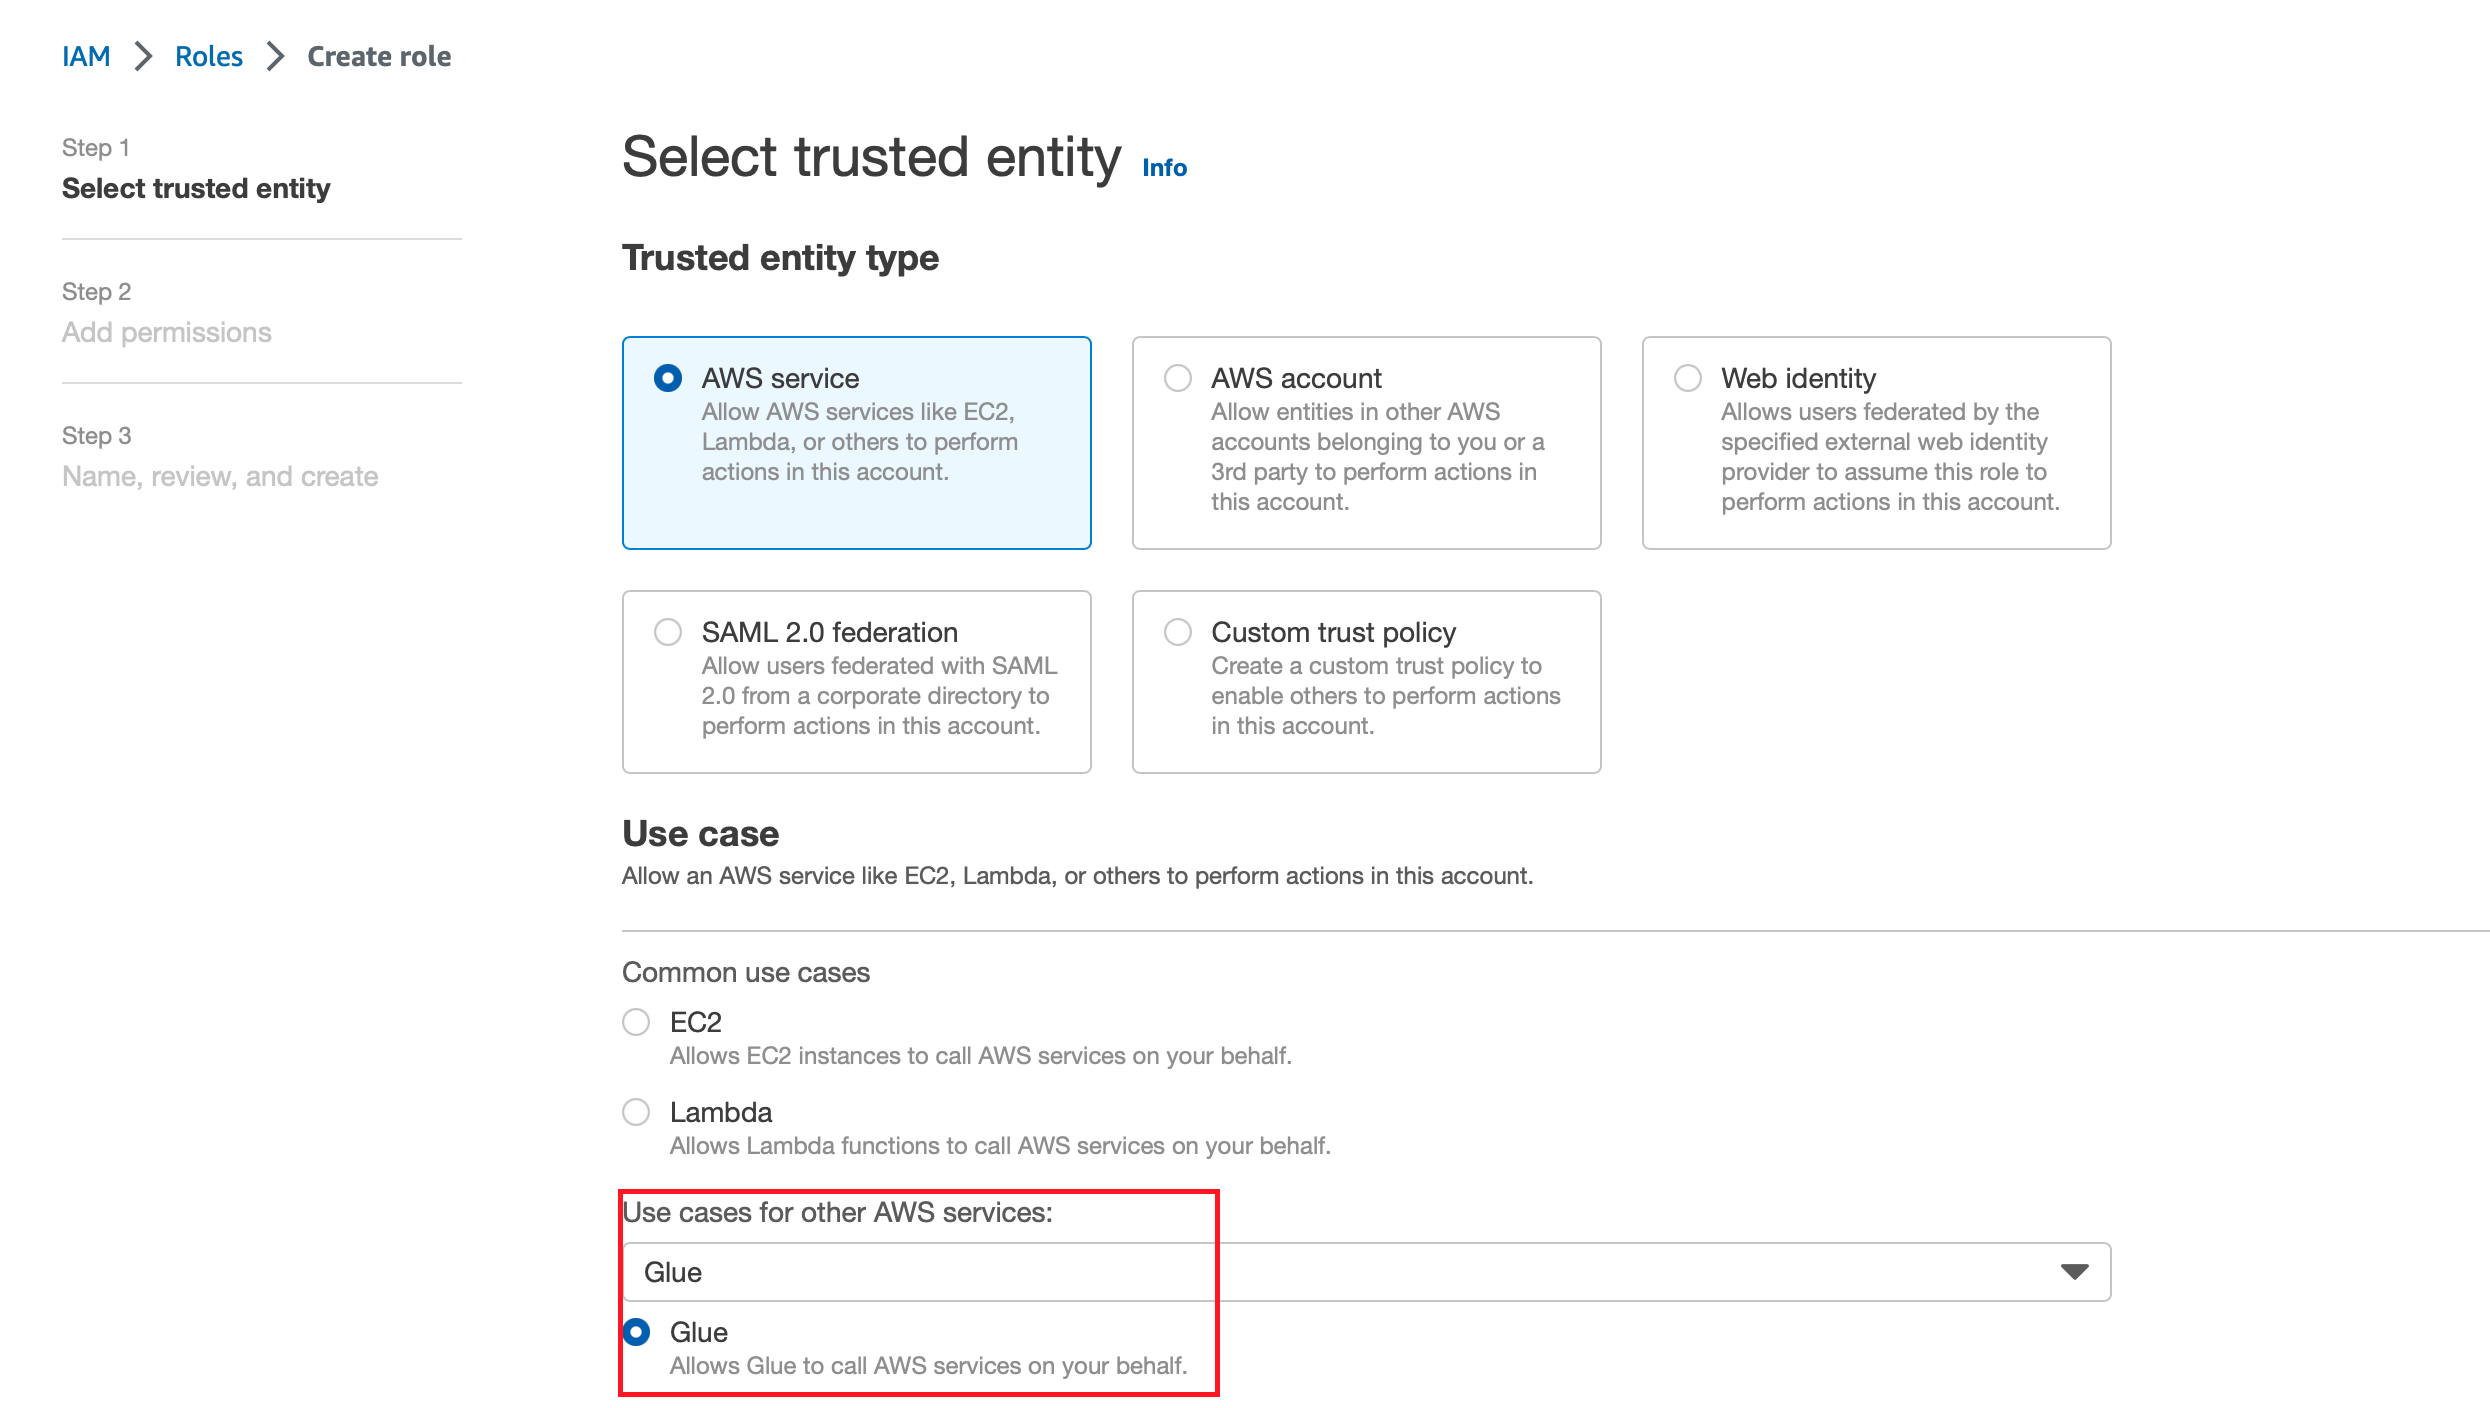 IAM > Roles > Create role
Step 1
Select trusted entity
Step 2
Add permissions
Step 3
Name, review, and create
Select trusted entity Info
Trusted entity type
AWS service
Allow AWS services like EC2,
Lambda, or others to perform
actions in this account.
AWS account
Allow entities in other AWS
accounts belonging to you or a
3rd party to perform actions in
this account.
Web identity
Allows users federated by the
specified external web identity
provider to assume this role to
perform actions in this account.
SAML 2.0 federation
Allow users federated with SAML
2.0 from a corporate directory to
perform actions in this account.
Custom trust policy
Create a custom trust policy to
enable others to perform actions
in this account.
Use case
Allow an AWS service like EC2, Lambda, or others to perform actions in this account.
Common use cases
EC2
Allows EC2 instances to call AWS services on your behalf.
Lambda
Allows Lambda functions to call AWS services on your behalf.
Use cases for other AWS services:
Glue
Glue
Allows Glue to call AWS services on your behalf.